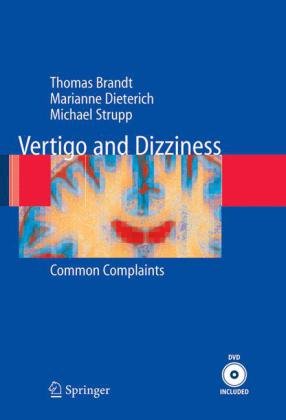 Thomas Brandt
Marianne Dieterich
Michael Strupp
Vertigo and Dizziness
Common Complaints
DVD
INCLUDED
Springer